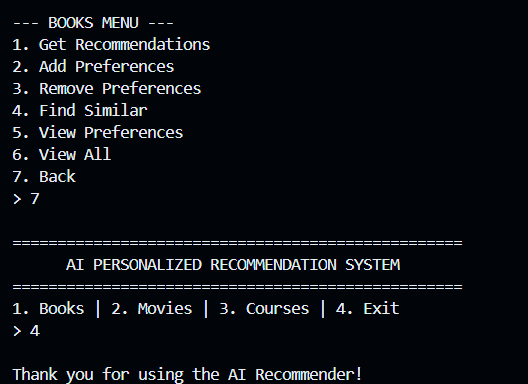 --- BOOKS MENU ---
1. Get Recommendations
2. Add Preferences
3. Remove Preferences
4. Find Similar
5. View Preferences
6. View All
7. Back
> 7
==================================================
AI PERSONALIZED RECOMMENDATION SYSTEM
==================================================
1. Books | 2. Movies | 3. Courses | 4. Exit
> 4
Thank you for using the AI Recommender!